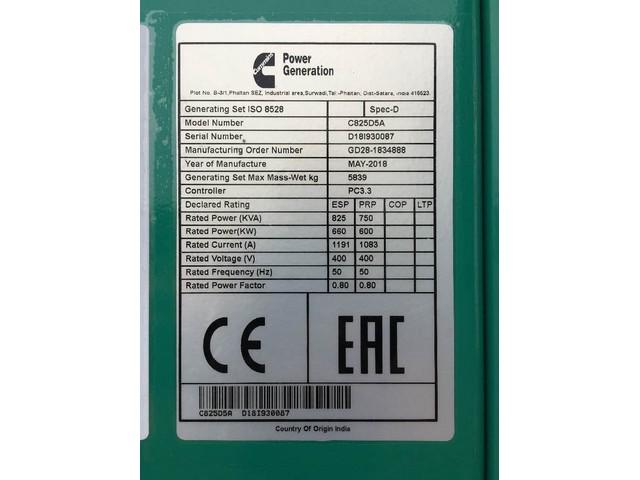 Cummins
Power
Generation
Plot No. B-3/1,Phaltan SEZ, Industrial area,Surwadi,Tal.-Phaltan, Dist-Satara, India 415523.
Generating Set ISO 8528 Spec-D
Model Number C825D5A
Serial Number D18I930087
Manufacturing Order Number GD28-1834888
Year of Manufacture MAY-2018
Generating Set Max Mass-Wet kg 5839
Controller PC3.3
Declared Rating ESP PRP COP LTP
Rated Power (KVA) 825 750
Rated Power(KW) 660 600
Rated Current (A) 1191 1083
Rated Voltage (V) 400 400
Rated Frequency (Hz) 50 50
Rated Power Factor 0.80 0.80
CE EAC
C825D5A D18I930087
Country Of Origin India